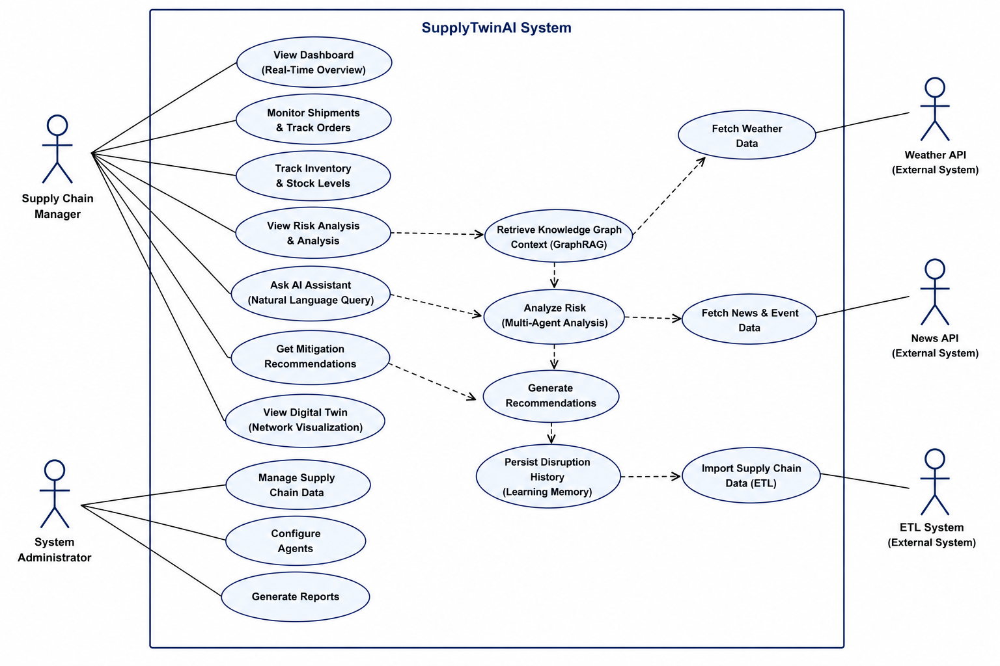 SupplyTwinAI System
View Dashboard
(Real-Time Overview)
Monitor Shipments
& Track Orders
Track Inventory
& Stock Levels
View Risk Analysis
& Analysis
Ask AI Assistant
(Natural Language Query)
Get Mitigation
Recommendations
View Digital Twin
(Network Visualization)
Manage Supply
Chain Data
Configure
Agents
Generate Reports
Supply Chain
Manager
System
Administrator
Retrieve Knowledge Graph
Context (GraphRAG)
Analyze Risk
(Multi-Agent Analysis)
Generate
Recommendations
Persist Disruption
History
(Learning Memory)
Fetch Weather
Data
Fetch News & Event
Data
Import Supply Chain
Data (ETL)
Weather API
(External System)
News API
(External System)
ETL System
(External System)